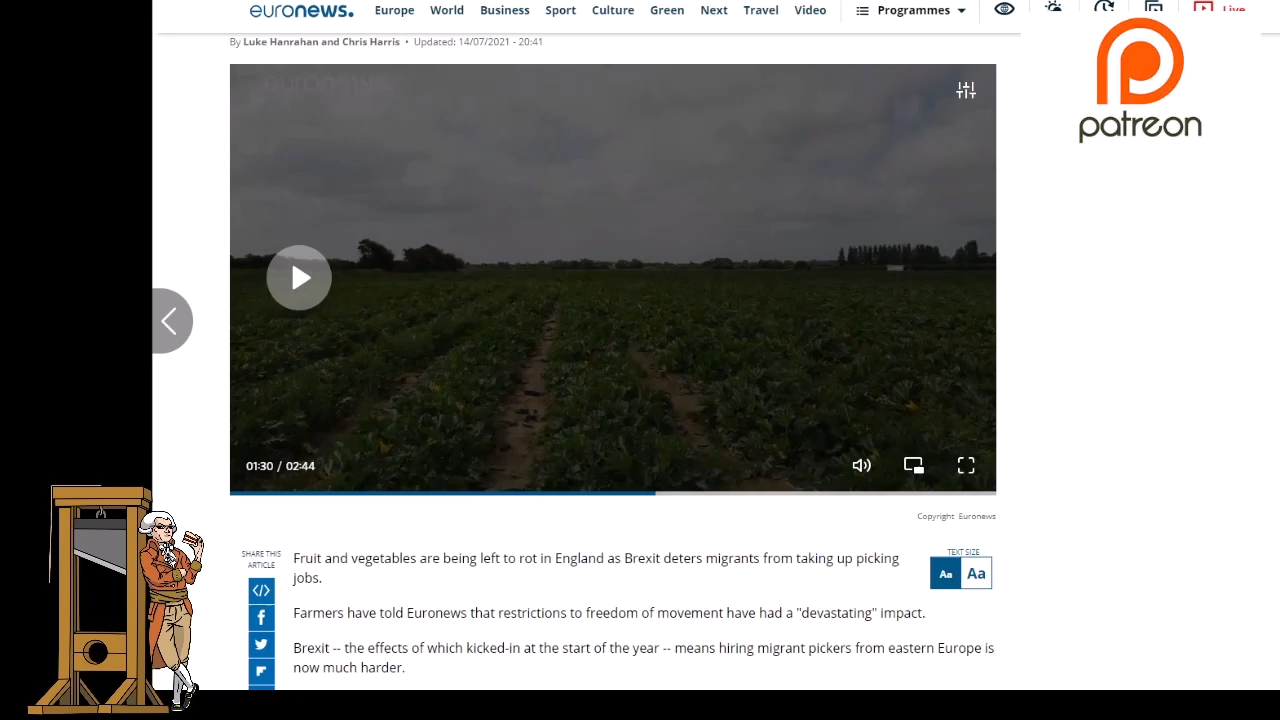 euronews.
Europe World Business Sport Culture Green Next Travel Video Programmes Live
By Luke Hanrahan and Chris Harris • Updated: 14/07/2021 - 20:41
patreon
euronews.
01:30 / 02:44
Copyright Euronews
SHARE THIS
ARTICLE
TEXT SIZE
Aa Aa
Fruit and vegetables are being left to rot in England as Brexit deters migrants from taking up picking
jobs.
Farmers have told Euronews that restrictions to freedom of movement have had a "devastating" impact.
Brexit -- the effects of which kicked-in at the start of the year -- means hiring migrant pickers from eastern Europe is
now much harder.